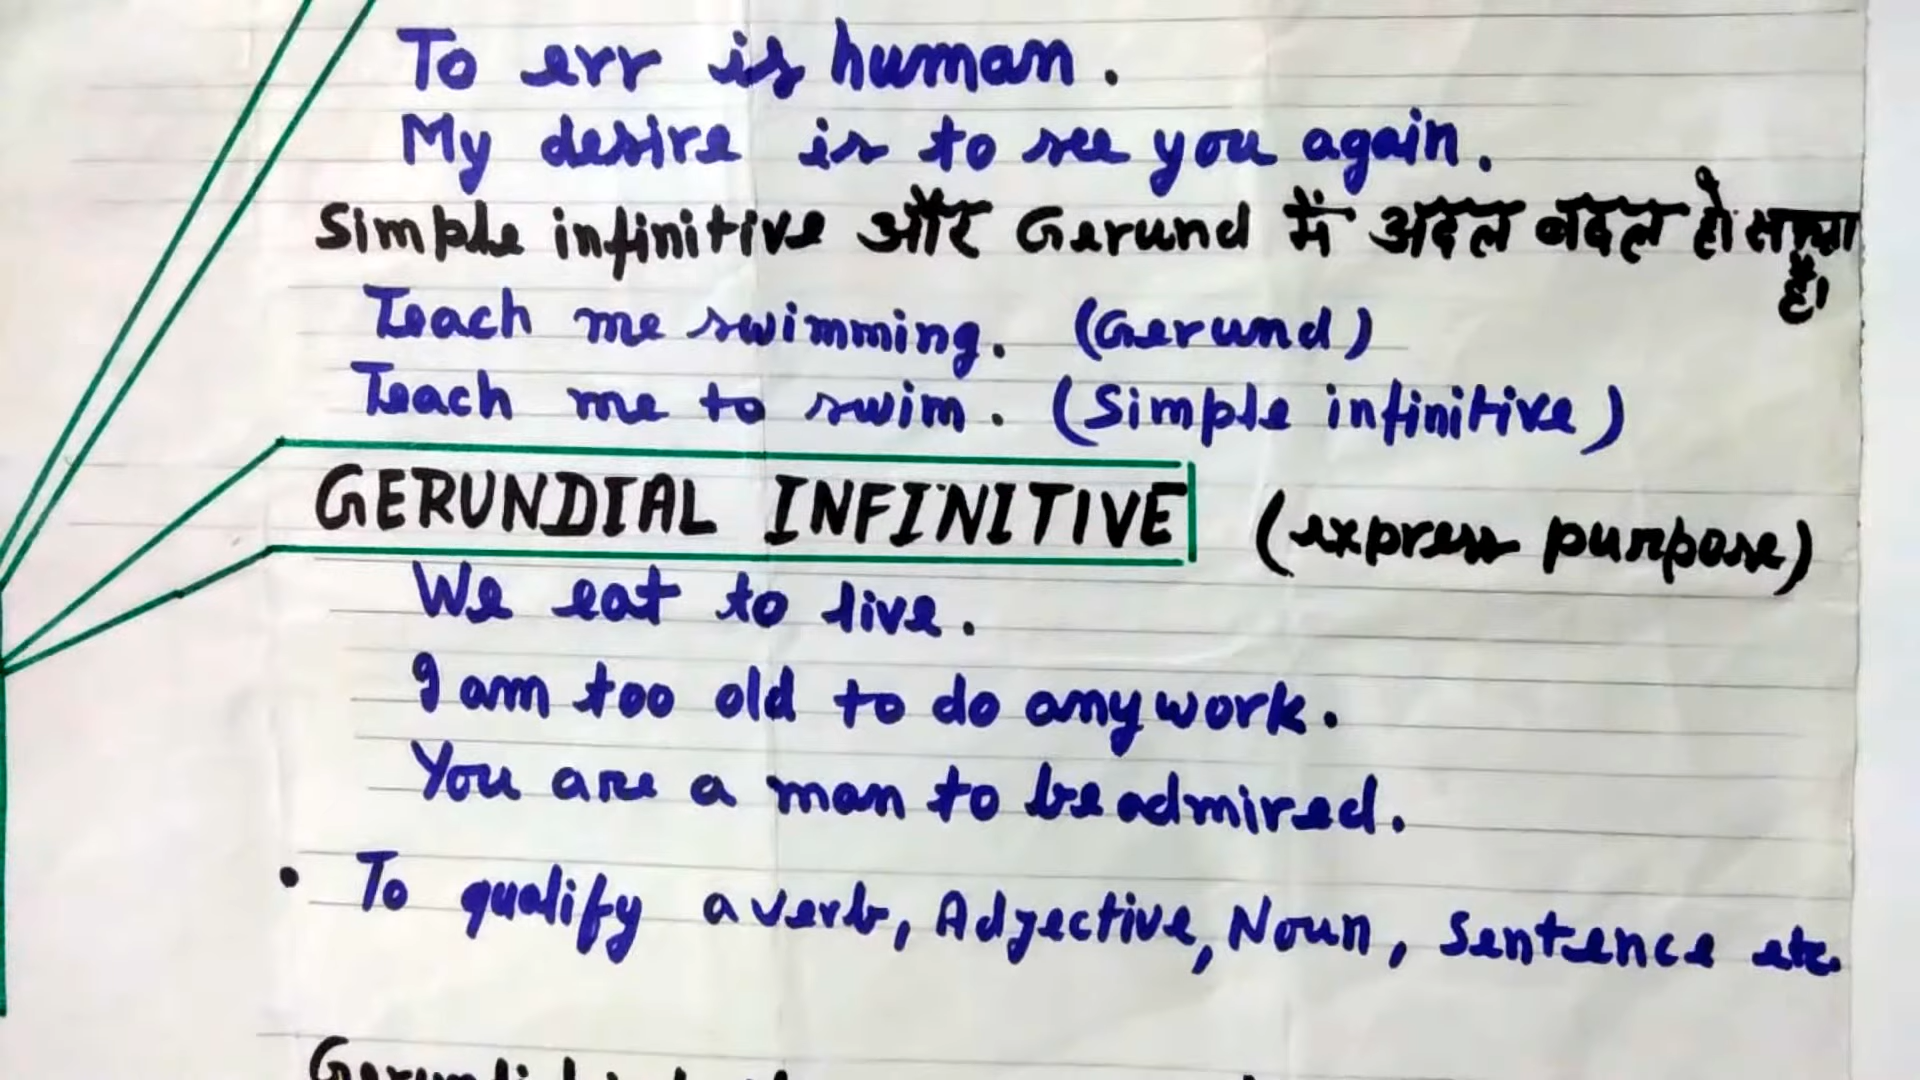 To err is human.
My desire is to see you again.
Simple infinitive और Gerund में अदल बदल हो सकता है।
Teach me swimming. (Gerund)
Teach me to swim. (Simple infinitive)
GERUNDIAL INFINITIVE (express purpose)
We eat to live.
I am too old to do any work.
You are a man to be admired.
• To qualify a verb, Adjective, Noun, Sentence etc.